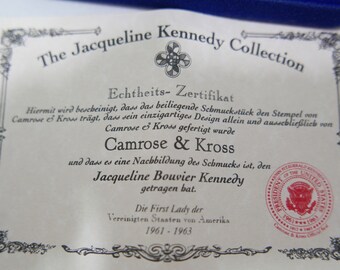 The Jacqueline Kennedy Collection
Echtheits- Zertifikat
Hiermit wird bescheinigt, dass das beiliegende Schmuckstück den Stempel von
Camrose & Kross trägt, dass sein einzigartiges Design allein und ausschließlich von
Camrose & Kross gefertigt wurde
Camrose & Kross
und dass es eine Nachbildung des Schmucks ist, den
Jacqueline Bouvier Kennedy
getragen hat.
Die First Lady der
Vereinigten Staaten von Amerika
1961 - 1963